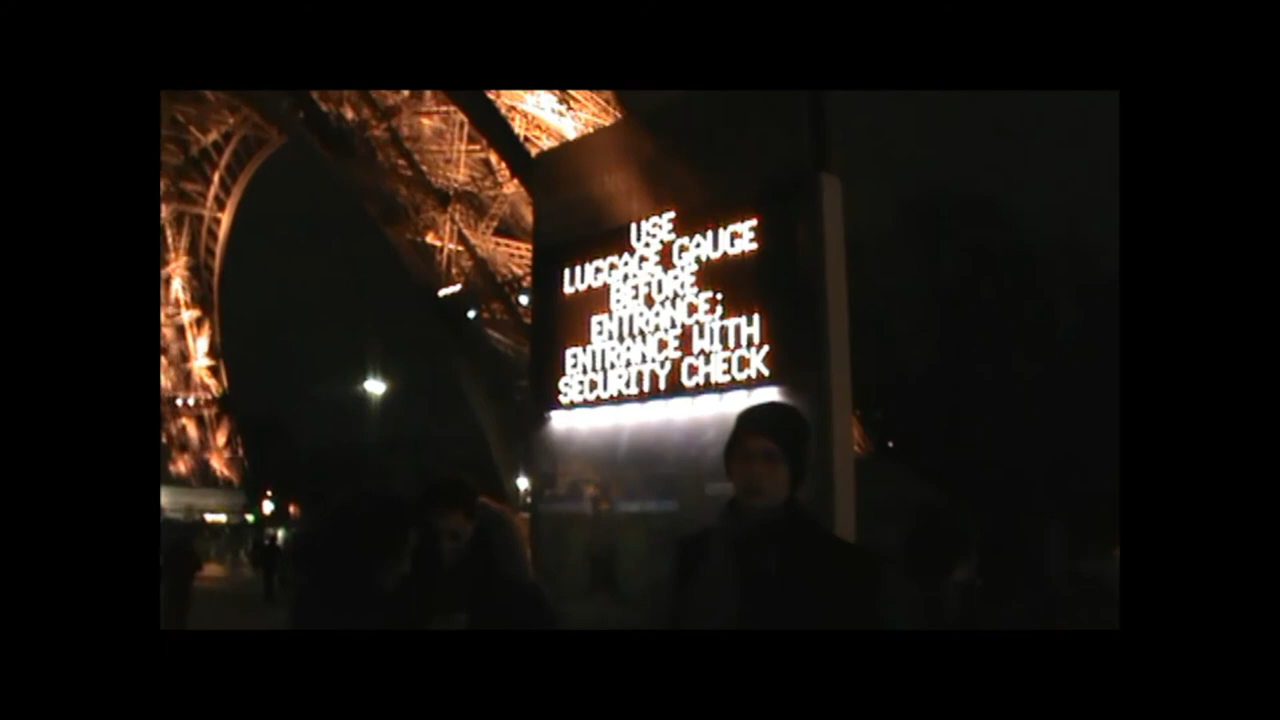 USE
LUGGAGE GAUGE
BEFORE
ENTRANCE;
ENTRANCE WITH
SECURITY CHECK